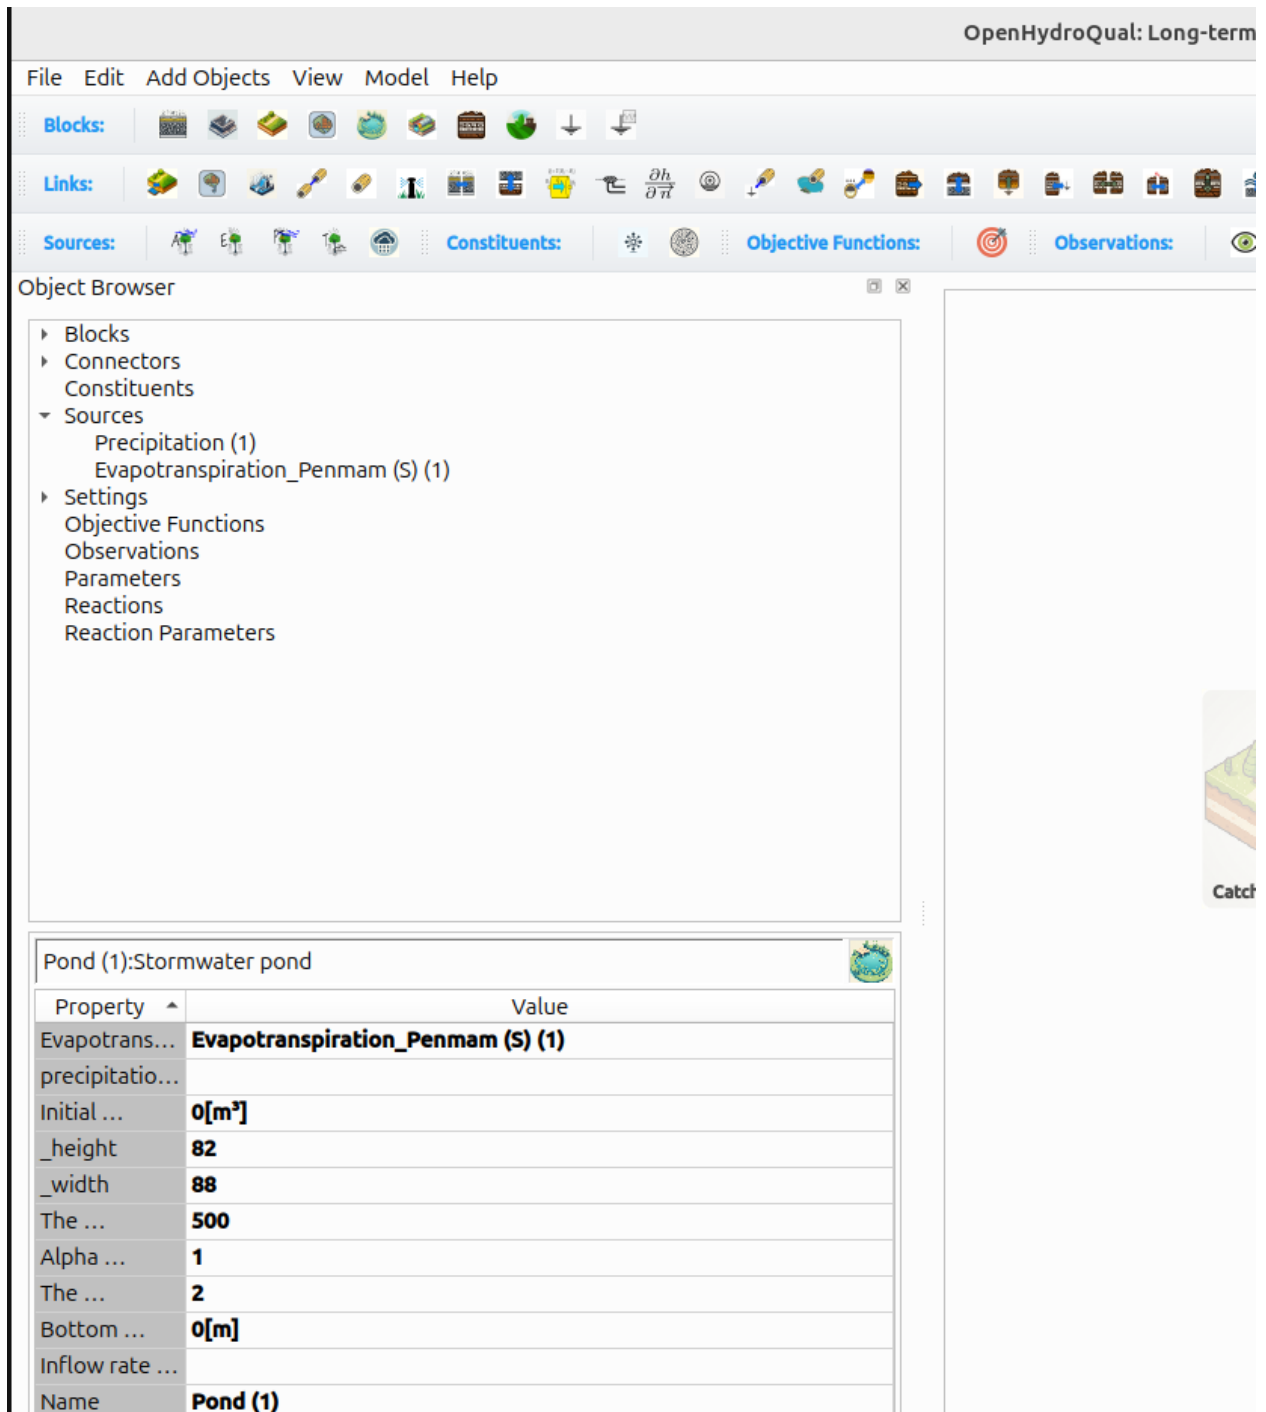 OpenHydroQual: Long-term
File Edit Add Objects View Model Help
Blocks:
Links:
Sources: Constituents: Objective Functions: Observations:
Object Browser
Blocks
Connectors
Constituents
Sources
Precipitation (1)
Evapotranspiration_Penmam (S) (1)
Settings
Objective Functions
Observations
Parameters
Reactions
Reaction Parameters
Catch
Pond (1):Stormwater pond
Property Value
Evapotrans... Evapotranspiration_Penmam (S) (1)
precipitatio...
Initial ... 0[m³]
_height 82
_width 88
The ... 500
Alpha ... 1
The ... 2
Bottom ... 0[m]
Inflow rate ...
Name Pond (1)